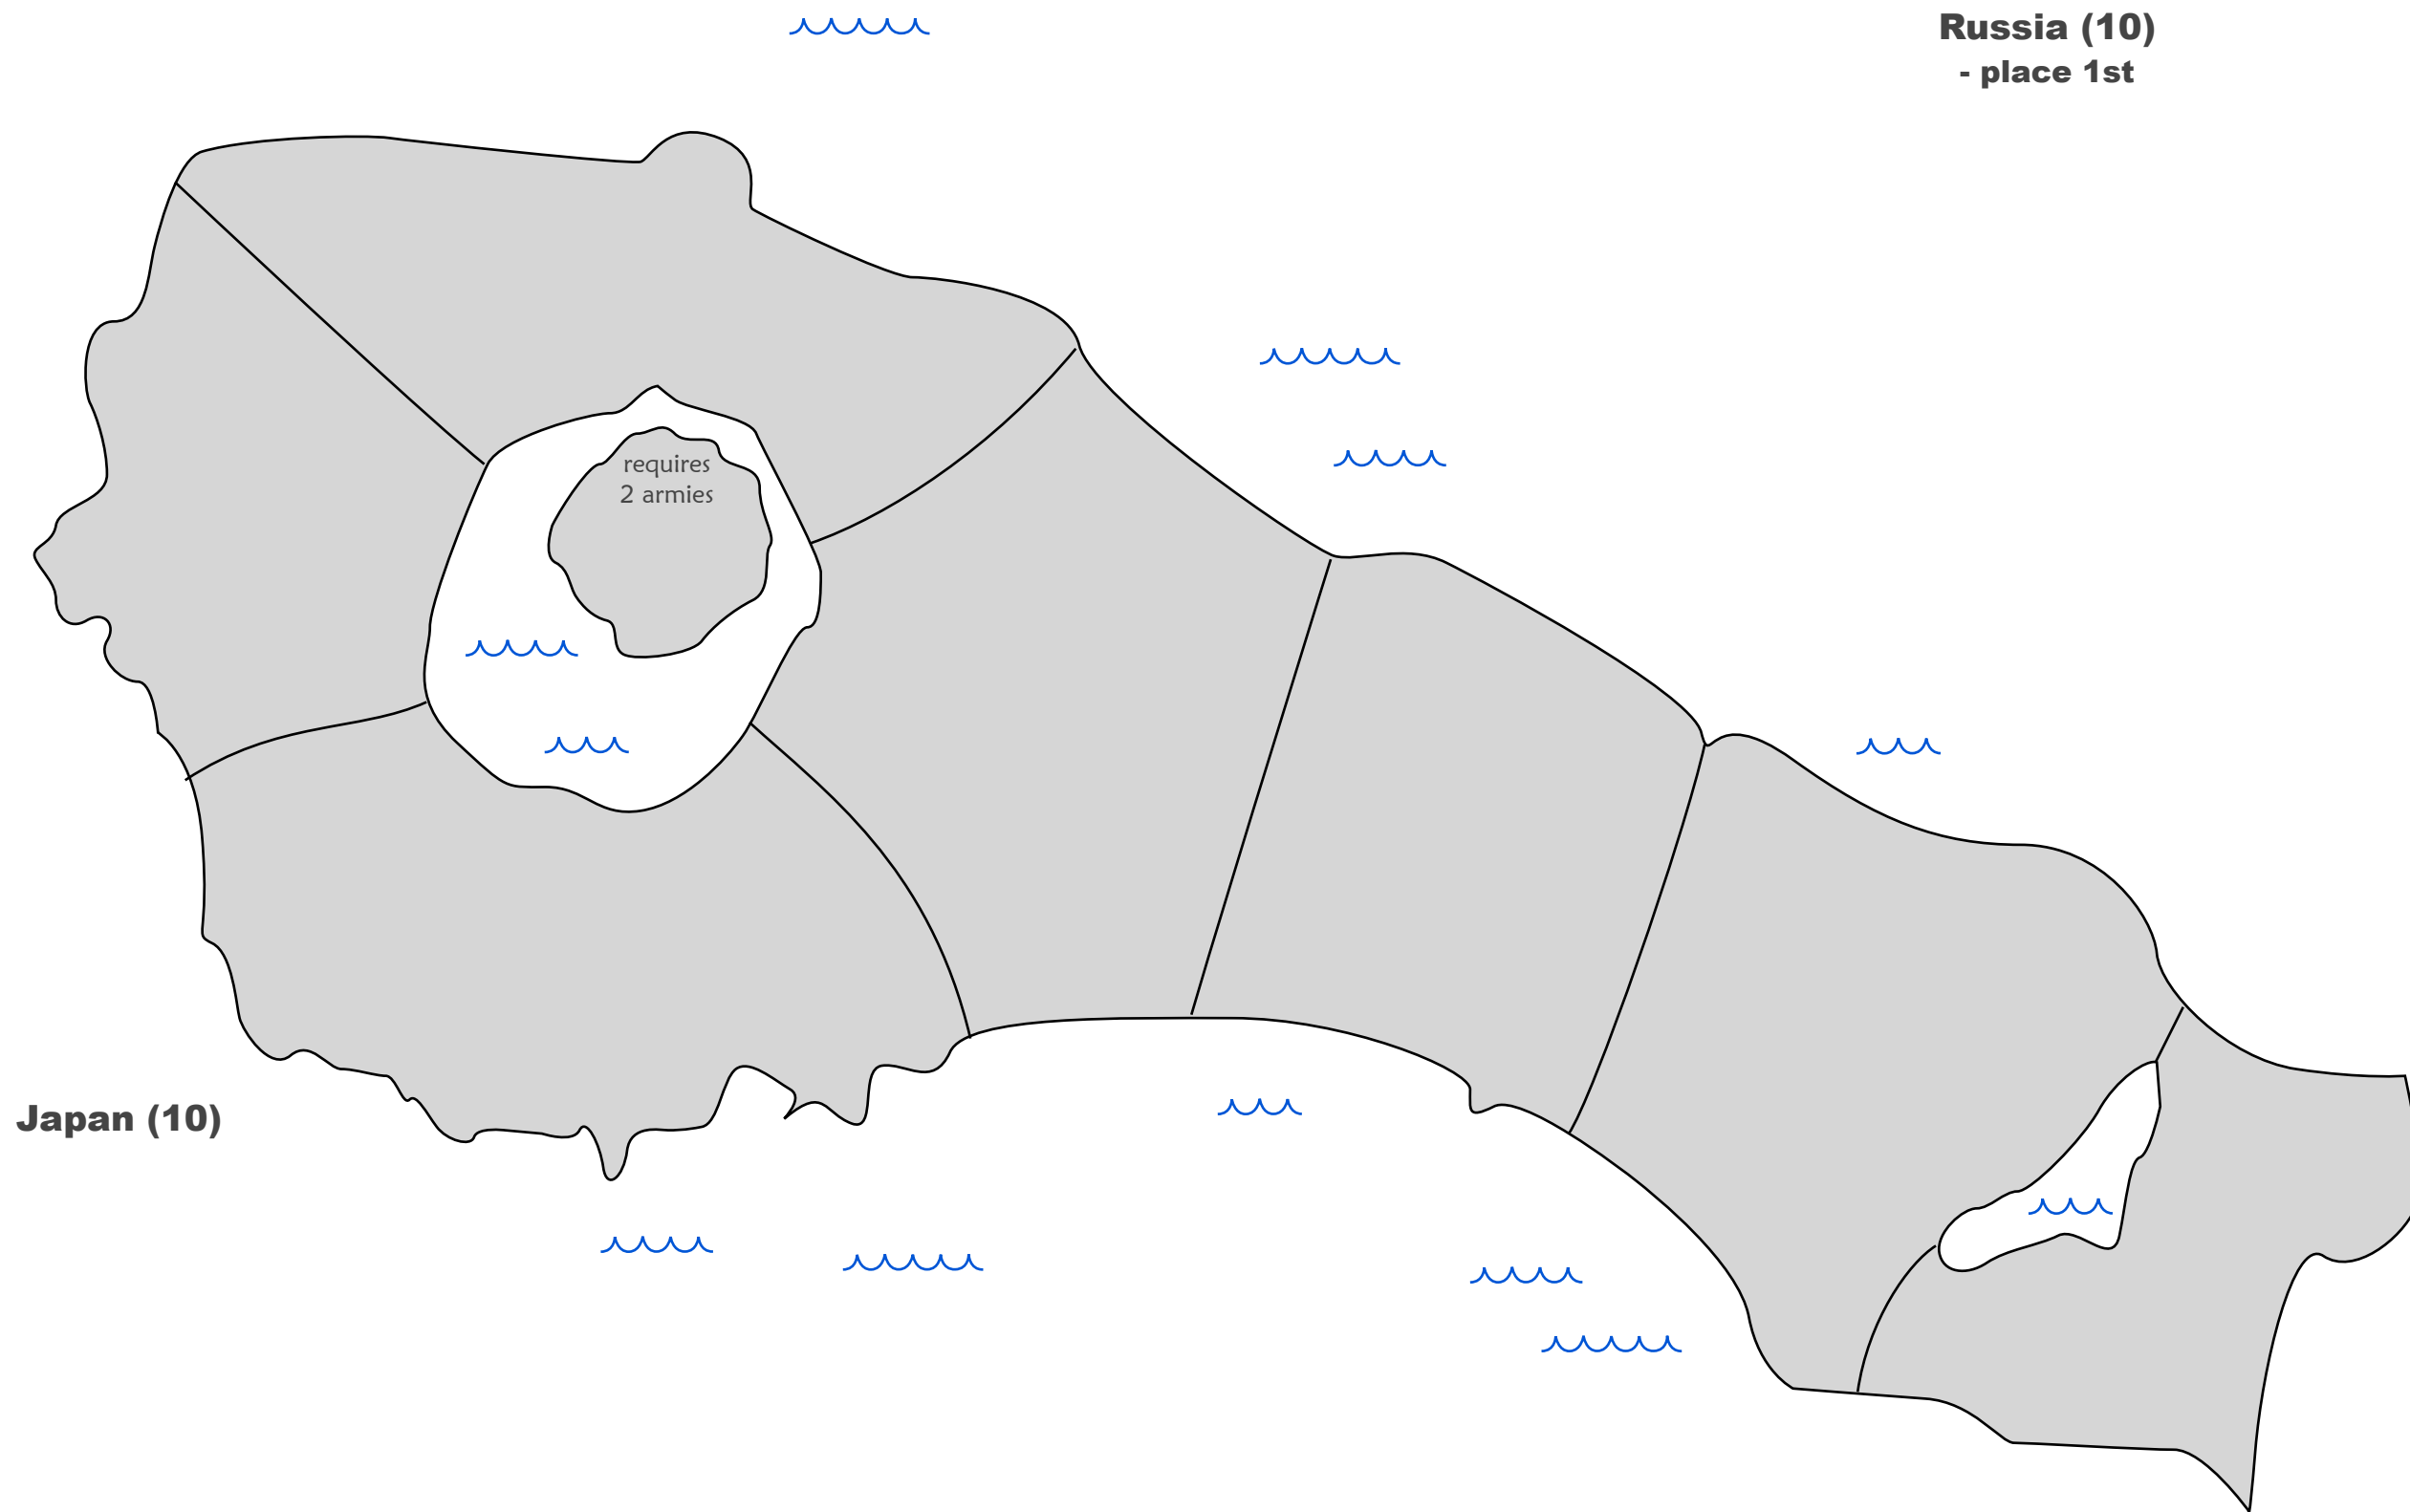 Russia (10)
- place 1st
requires
2 armies
Japan (10)